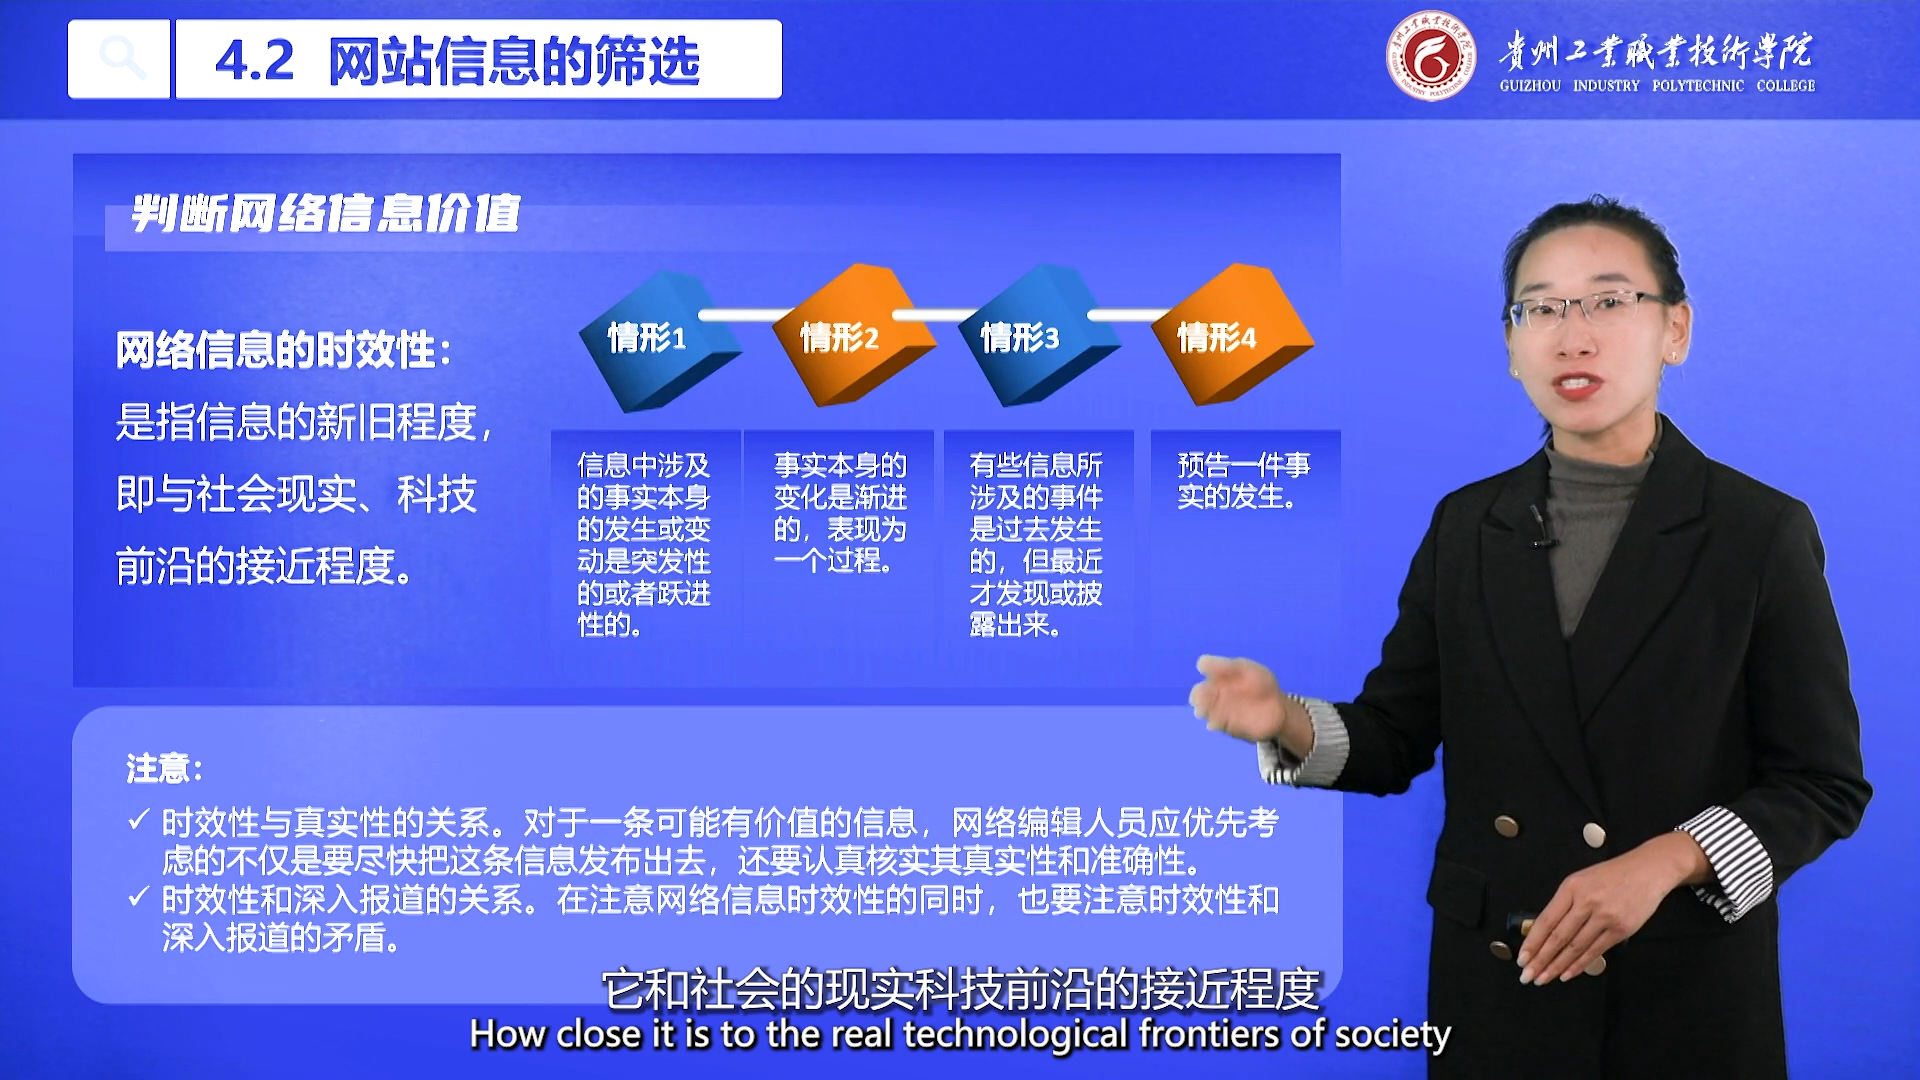 4.2 网站信息的筛选
贵州工业职业技术学院
GUIZHOU INDUSTRY POLYTECHNIC COLLEGE
判断网络信息价值
网络信息的时效性：
是指信息的新旧程度，
即与社会现实、科技
前沿的接近程度。
情形1
情形2
情形3
情形4
信息中涉及
的事实本身
的发生或变
动是突发性
的或者跃进
性的。
事实本身的
变化是渐进
的，表现为
一个过程。
有些信息所
涉及的事件
是过去发生
的，但最近
才发现或披
露出来。
预告一件事
实的发生。
注意：
✓ 时效性与真实性的关系。对于一条可能有价值的信息，网络编辑人员应优先考
虑的不仅是要尽快把这条信息发布出去，还要认真核实其真实性和准确性。
✓ 时效性和深入报道的关系。在注意网络信息时效性的同时，也要注意时效性和
深入报道的矛盾。
它和社会的现实科技前沿的接近程度
How close it is to the real technological frontiers of society